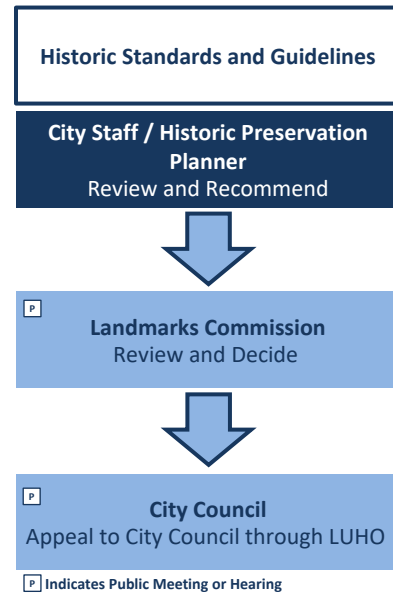 Historic Standards and Guidelines
City Staff / Historic Preservation
Planner
Review and Recommend
P
Landmarks Commission
Review and Decide
P
City Council
Appeal to City Council through LUHO
P Indicates Public Meeting or Hearing